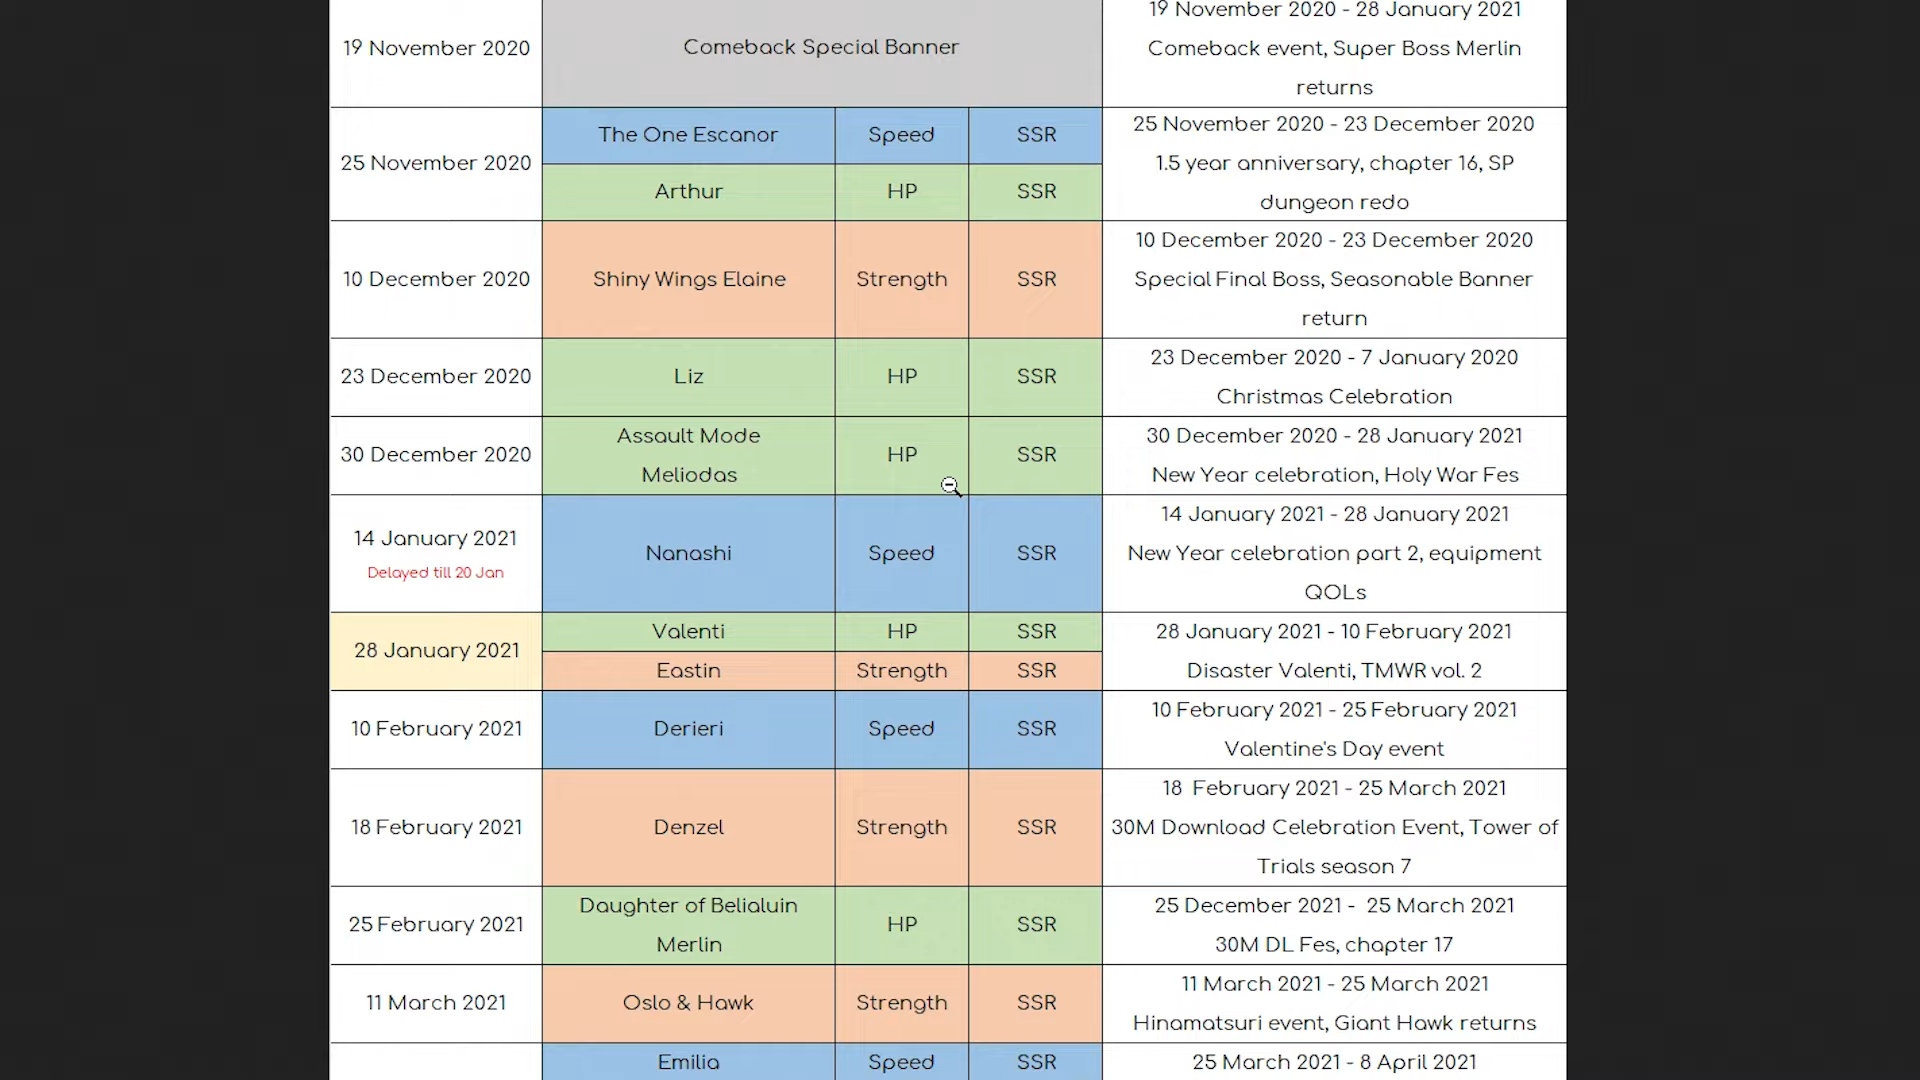 19 November 2020
Comeback Special Banner
19 November 2020 - 28 January 2021
Comeback event, Super Boss Merlin
returns
25 November 2020
The One Escanor
Speed
SSR
Arthur
HP
SSR
25 November 2020 - 23 December 2020
1.5 year anniversary, chapter 16, SP
dungeon redo
10 December 2020
Shiny Wings Elaine
Strength
SSR
10 December 2020 - 23 December 2020
Special Final Boss, Seasonable Banner
return
23 December 2020
Liz
HP
SSR
23 December 2020 - 7 January 2020
Christmas Celebration
30 December 2020
Assault Mode
Meliodas
HP
SSR
30 December 2020 - 28 January 2021
New Year celebration, Holy War Fes
14 January 2021
Delayed till 20 Jan
Nanashi
Speed
SSR
14 January 2021 - 28 January 2021
New Year celebration part 2, equipment
QOLs
28 January 2021
Valenti
HP
SSR
Eastin
Strength
SSR
28 January 2021 - 10 February 2021
Disaster Valenti, TMWR vol. 2
10 February 2021
Derieri
Speed
SSR
10 February 2021 - 25 February 2021
Valentine's Day event
18 February 2021
Denzel
Strength
SSR
18 February 2021 - 25 March 2021
30M Download Celebration Event, Tower of
Trials season 7
25 February 2021
Daughter of Belialuin
Merlin
HP
SSR
25 December 2021 - 25 March 2021
30M DL Fes, chapter 17
11 March 2021
Oslo & Hawk
Strength
SSR
11 March 2021 - 25 March 2021
Hinamatsuri event, Giant Hawk returns
Emilia
Speed
SSR
25 March 2021 - 8 April 2021